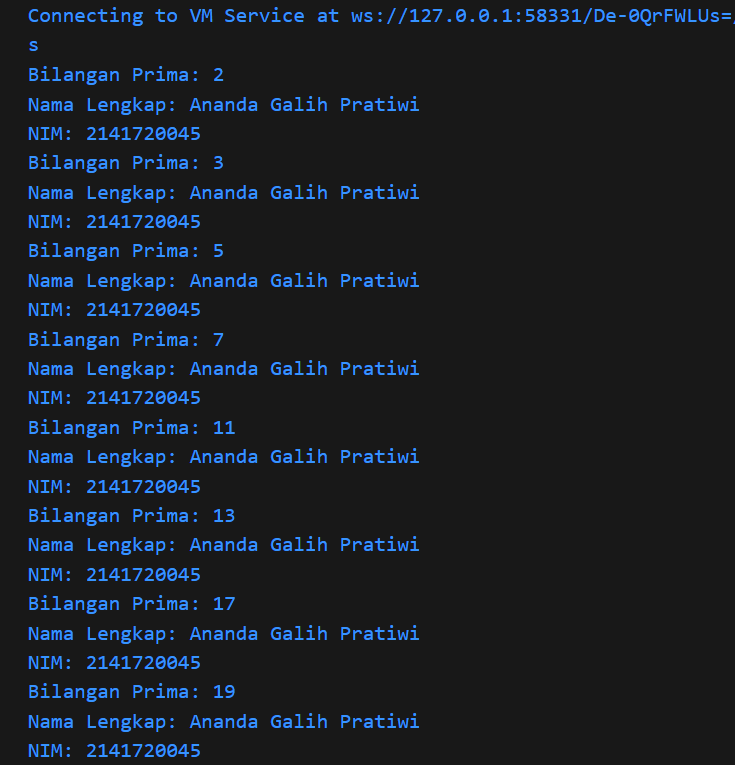 Connecting to VM Service at ws://127.0.0.1:58331/De-0QrFWLUs=/
s
Bilangan Prima: 2
Nama Lengkap: Ananda Galih Pratiwi
NIM: 2141720045
Bilangan Prima: 3
Nama Lengkap: Ananda Galih Pratiwi
NIM: 2141720045
Bilangan Prima: 5
Nama Lengkap: Ananda Galih Pratiwi
NIM: 2141720045
Bilangan Prima: 7
Nama Lengkap: Ananda Galih Pratiwi
NIM: 2141720045
Bilangan Prima: 11
Nama Lengkap: Ananda Galih Pratiwi
NIM: 2141720045
Bilangan Prima: 13
Nama Lengkap: Ananda Galih Pratiwi
NIM: 2141720045
Bilangan Prima: 17
Nama Lengkap: Ananda Galih Pratiwi
NIM: 2141720045
Bilangan Prima: 19
Nama Lengkap: Ananda Galih Pratiwi
NIM: 2141720045